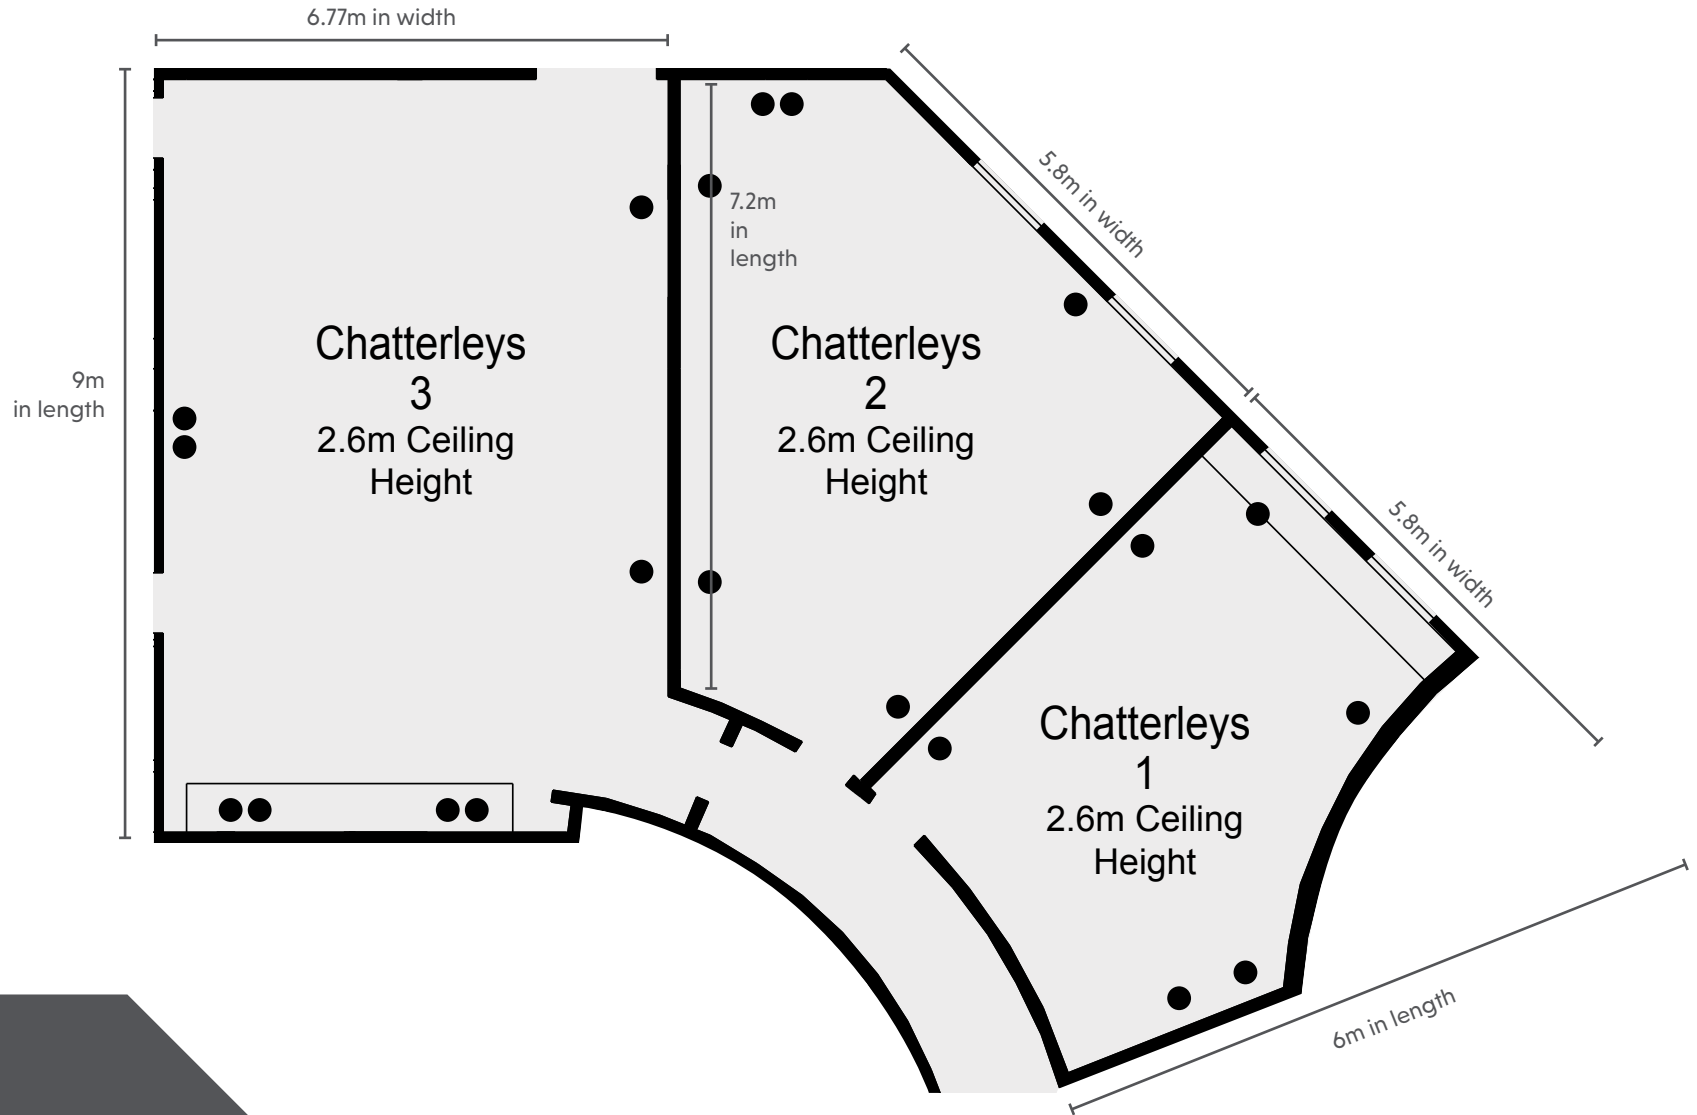 6.77m in width
5.8m in width
7.2m
in
length
Chatterleys
3
2.6m Ceiling
Height
Chatterleys
2
2.6m Ceiling
Height
9m
in length
5.8m in width
Chatterleys
1
2.6m Ceiling
Height
6m in length